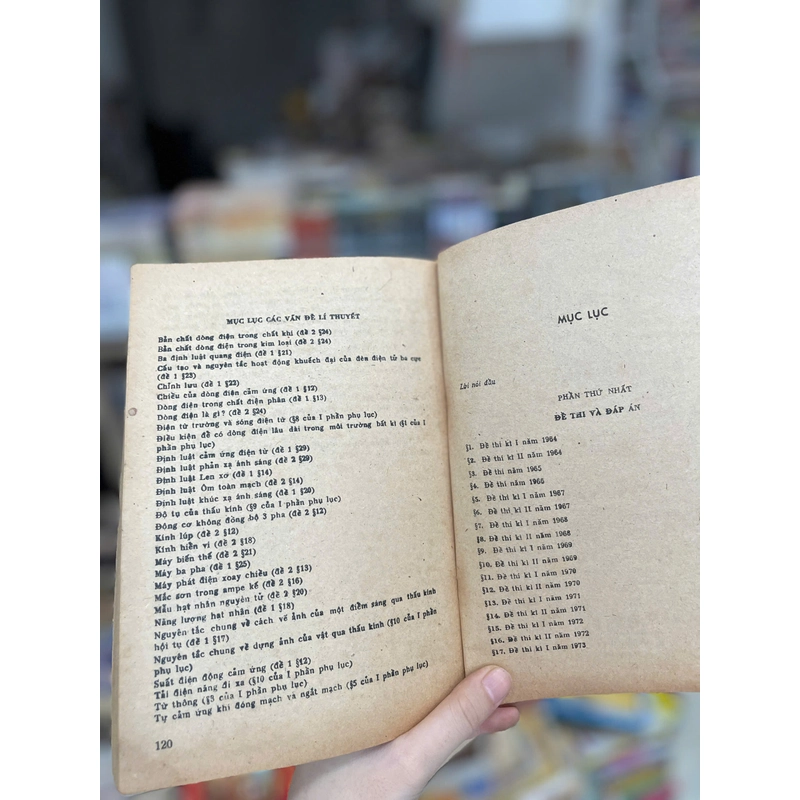 MỤC LỤC CÁC VẤN ĐỀ LÍ THUYẾT
Bản chất dòng điện trong chất khí (đề 2 §24)
Bản chất dòng điện trong kim loại (đề 2 §24)
Ba định luật quang điện (đề 1 §21)
Cấu tạo và nguyên tắc hoạt động khuếch đại của đèn điện tử ba cực
(đề 1 §23)
Chỉnh lưu (đề 1 §22)
Chiều của dòng điện cảm ứng (đề 1 §12)
Dòng điện trong chất điện phân (đề 1 §13)
Dòng điện là gì? (đề 2 §24)
Điện từ trường và sóng điện từ (§8 của I phần phụ lục)
Điều kiện để có dòng điện lâu dài trong môi trường bất kì (§1 của I
phần phụ lục)
Định luật cảm ứng điện từ (đề 1 §29)
Định luật phản xạ ánh sáng (đề 2 §29)
Định luật Len xơ (đề 1 §14)
Định luật Ôm toàn mạch (đề 2 §14)
Định luật khúc xạ ánh sáng (đề 1 §20)
Độ tụ của thấu kính (§9 của I phần phụ lục)
Động cơ không đồng bộ 3 pha (đề 2 §12)
Kính lúp (đề 2 §12)
Kính hiển vi (đề 2 §18)
Máy biến thế (đề 2 §21)
Máy ba pha (đề 1 §25)
Máy phát điện xoay chiều (đề 2 §13)
Mắc sơn trong ampe kế (đề 2 §16)
Mẫu hạt nhân nguyên tử (đề 2 §20)
Năng lượng hạt nhân (đề 1 §18)
Nguyên tắc chung về cách vẽ ảnh của một điểm sáng qua thấu kính
hội tụ (đề 1 §17)
Nguyên tắc chung về dựng ảnh của vật qua thấu kính (§10 của I phần
phụ lục)
Suất điện động cảm ứng (đề 1 §12)
Tải điện năng đi xa (§10 của I phần phụ lục)
Từ thông (§3 của I phần phụ lục)
Tự cảm ứng khi đóng mạch và ngắt mạch (§5 của I phần phụ lục)
120
MỤC LỤC
Lời nói đầu
PHẦN THỨ NHẤT
ĐỀ THI VÀ ĐÁP ÁN
§1. Đề thi kì I năm 1964
§2. Đề thi kì II năm 1964
§3. Đề thi năm 1965
§4. Đề thi năm 1966
§5. Đề thi kì I năm 1967
§6. Đề thi kì II năm 1967
§7. Đề thi kì I năm 1968
§8. Đề thi kì II năm 1968
§9. Đề thi kì I năm 1969
§10. Đề thi kì II năm 1969
§11. Đề thi kì I năm 1970
§12. Đề thi kì II năm 1970
§13. Đề thi kì I năm 1971
§14. Đề thi kì II năm 1971
§15. Đề thi kì I năm 1972
§16. Đề thi kì II năm 1972
§17. Đề thi kì I năm 1973